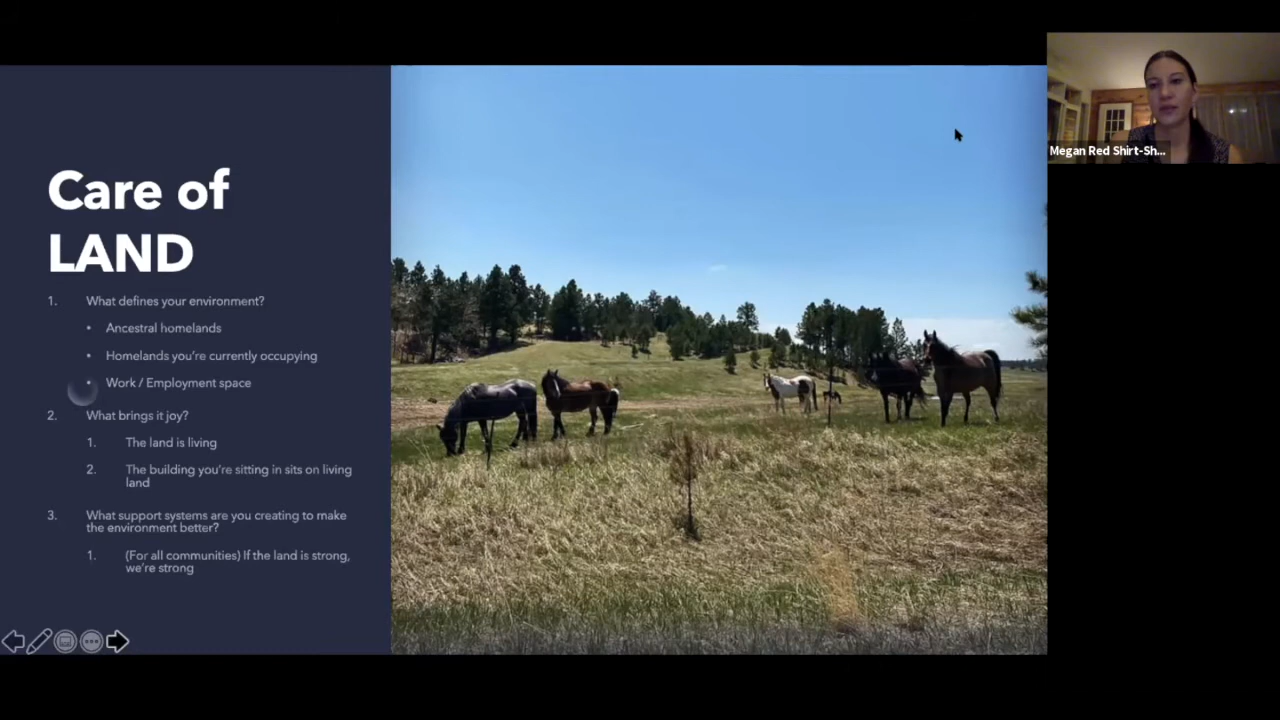 Care of
LAND
1. What defines your environment?
• Ancestral homelands
• Homelands you're currently occupying
• Work / Employment space
2. What brings it joy?
1. The land is living
2. The building you're sitting in sits on living
land
3. What support systems are you creating to make
the environment better?
1. (For all communities) If the land is strong,
we're strong
Megan Red Shirt-Sh...